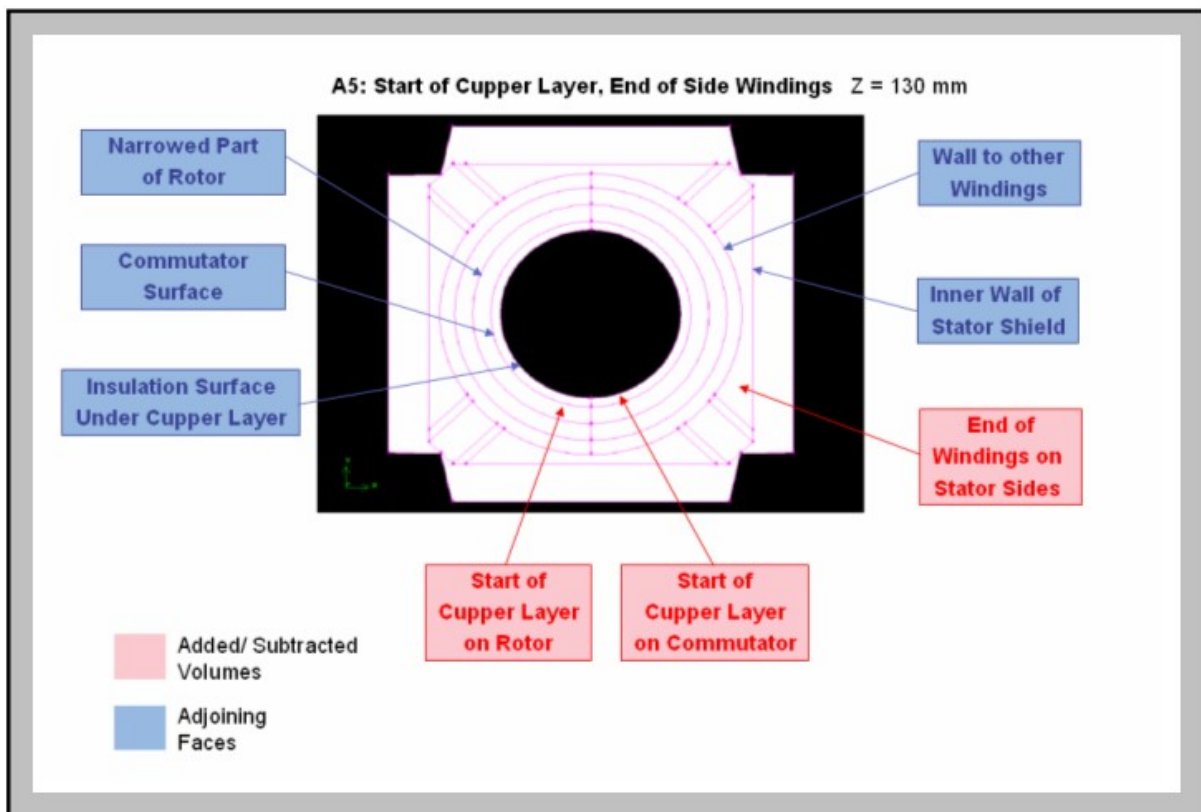 A5: Start of Cupper Layer, End of Side Windings Z = 130 mm
Narrowed Part
of Rotor
Commutator
Surface
Insulation Surface
Under Cupper Layer
Wall to other
Windings
Inner Wall of
Stator Shield
End of
Windings on
Stator Sides
Start of
Cupper Layer
on Rotor
Start of
Cupper Layer
on Commutator
Added/ Subtracted
Volumes
Adjoining
Faces